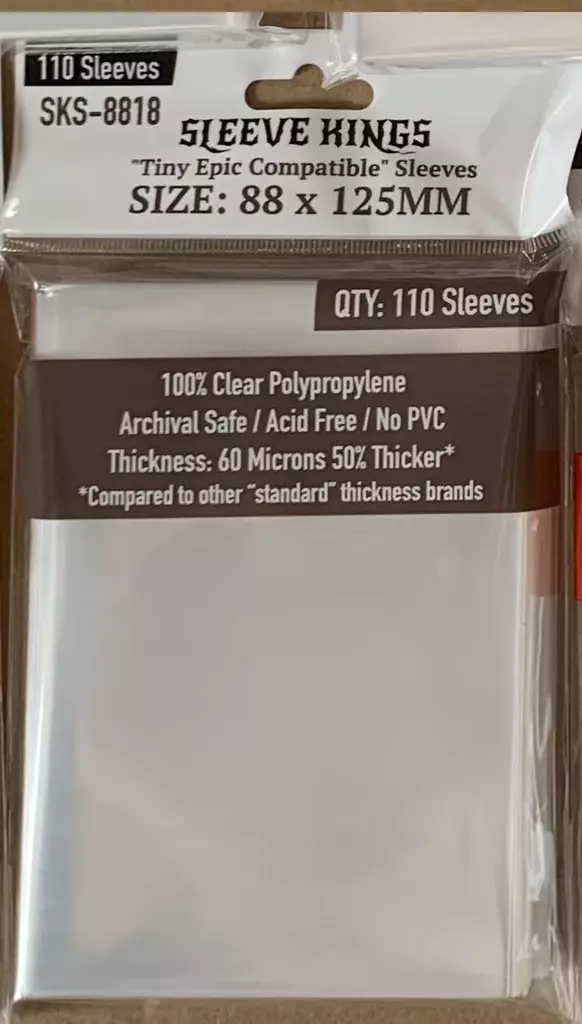 110 Sleeves
SKS-8818
SLEEVE KINGS
"Tiny Epic Compatible" Sleeves
SIZE: 88 x 125MM
QTY: 110 Sleeves
100% Clear Polypropylene
Archival Safe / Acid Free / No PVC
Thickness: 60 Microns 50% Thicker*
*Compared to other "standard" thickness brands